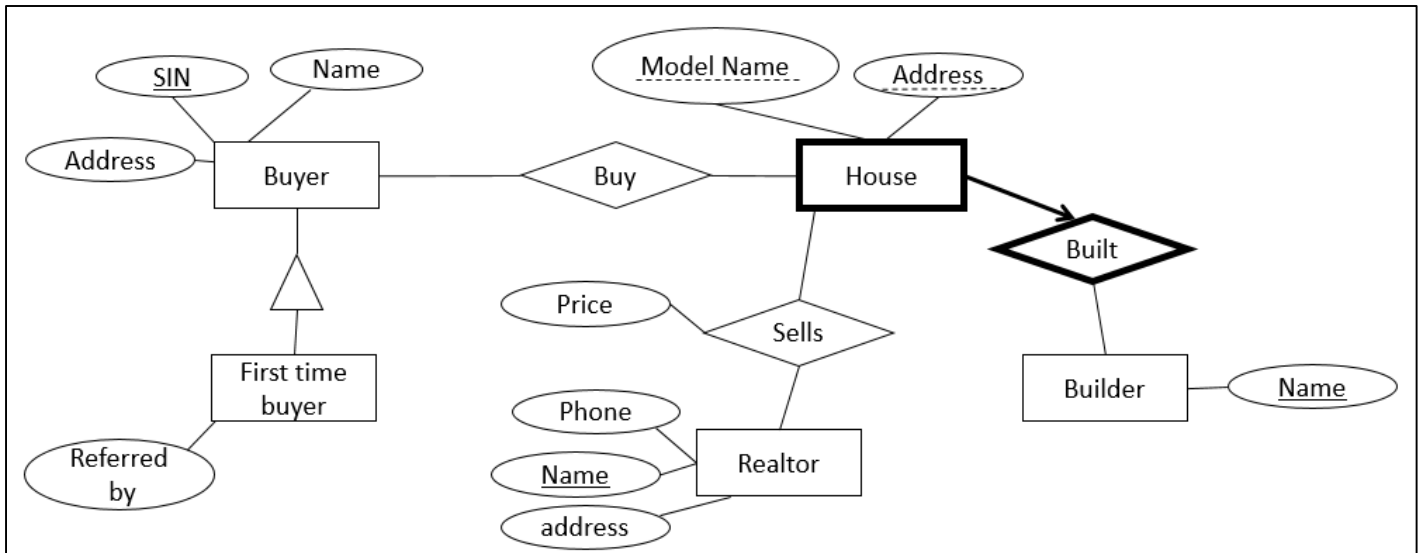 SIN
Name
Model Name
Address
Address
Buyer
Buy
House
Built
Price
Sells
First time
buyer
Builder
Name
Phone
Realtor
Name
Referred
by
address